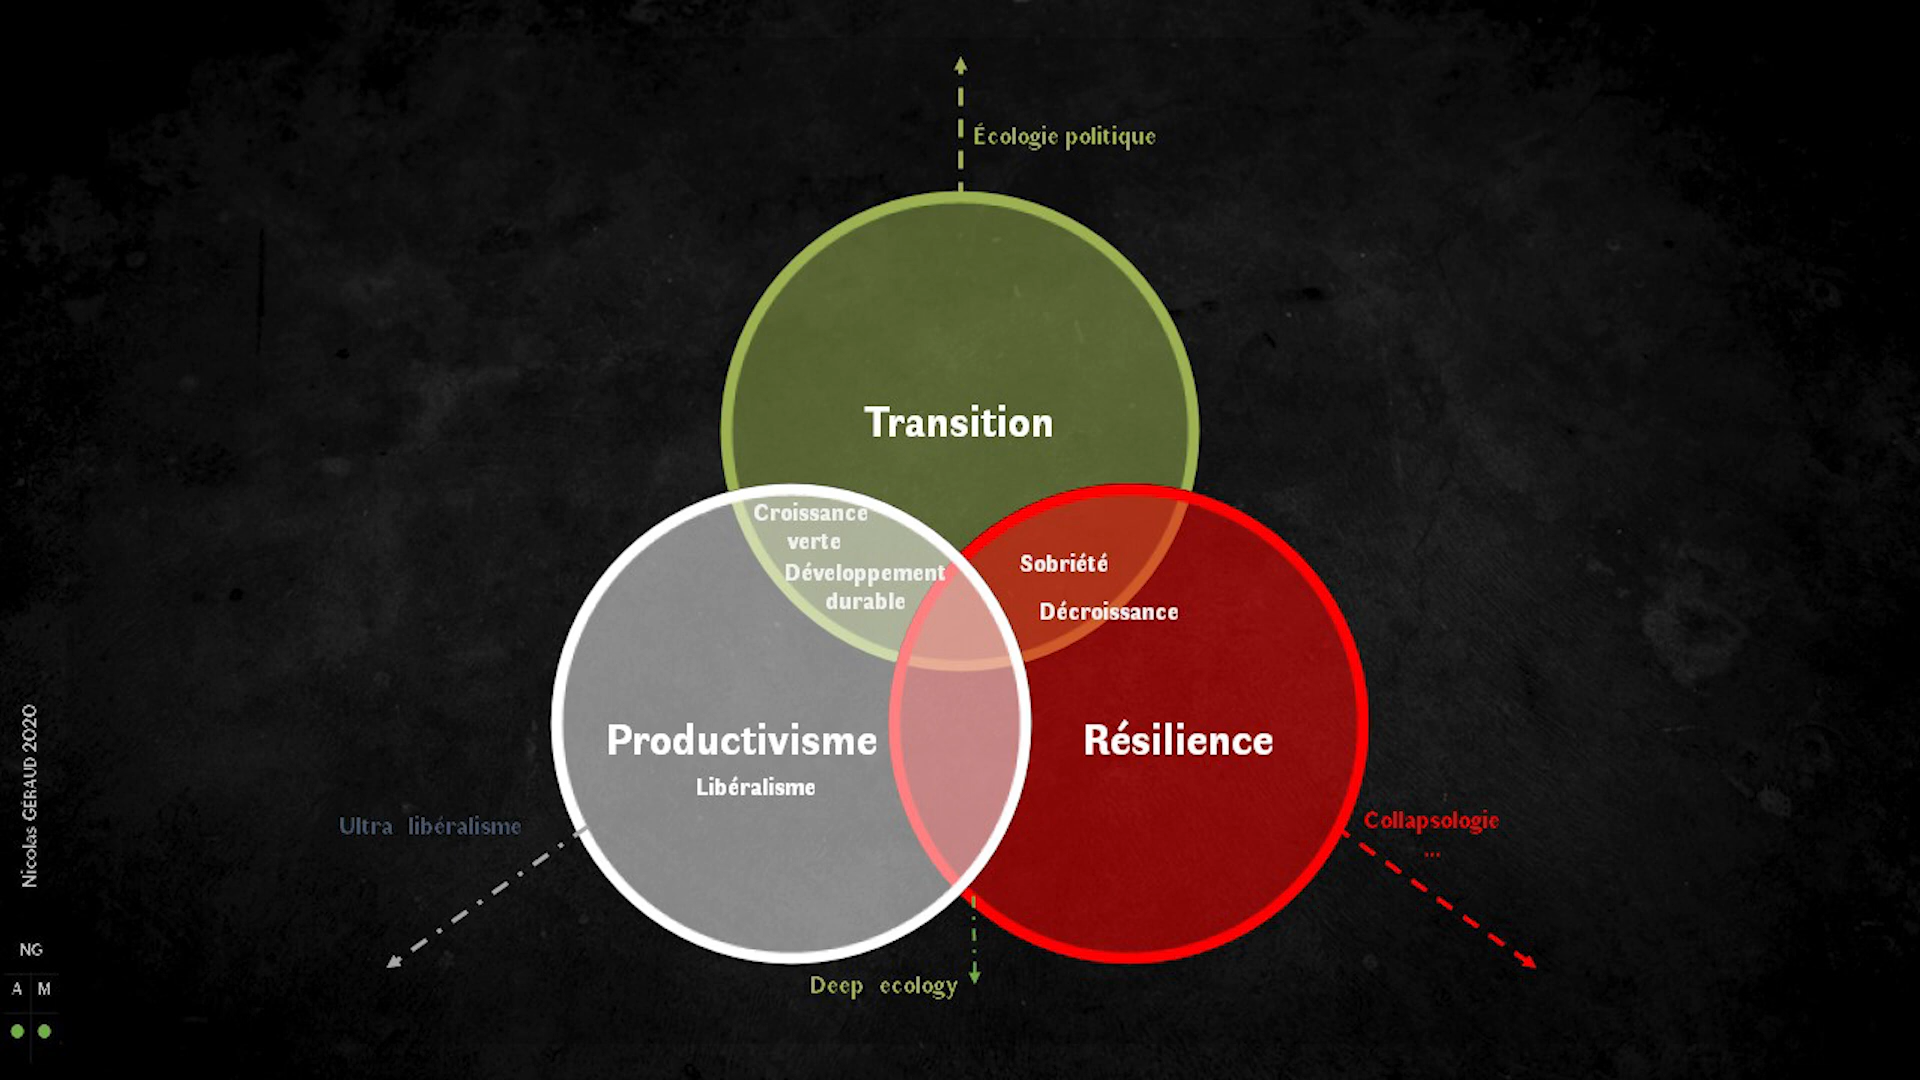 Écologie politique
Transition
Croissance
verte
Développement
durable
Sobriété
Décroissance
Productivisme
Libéralisme
Résilience
Ultra libéralisme
Collapsologie
...
Deep ecology
Nicolas GÉRAUD 2020
NG
A M